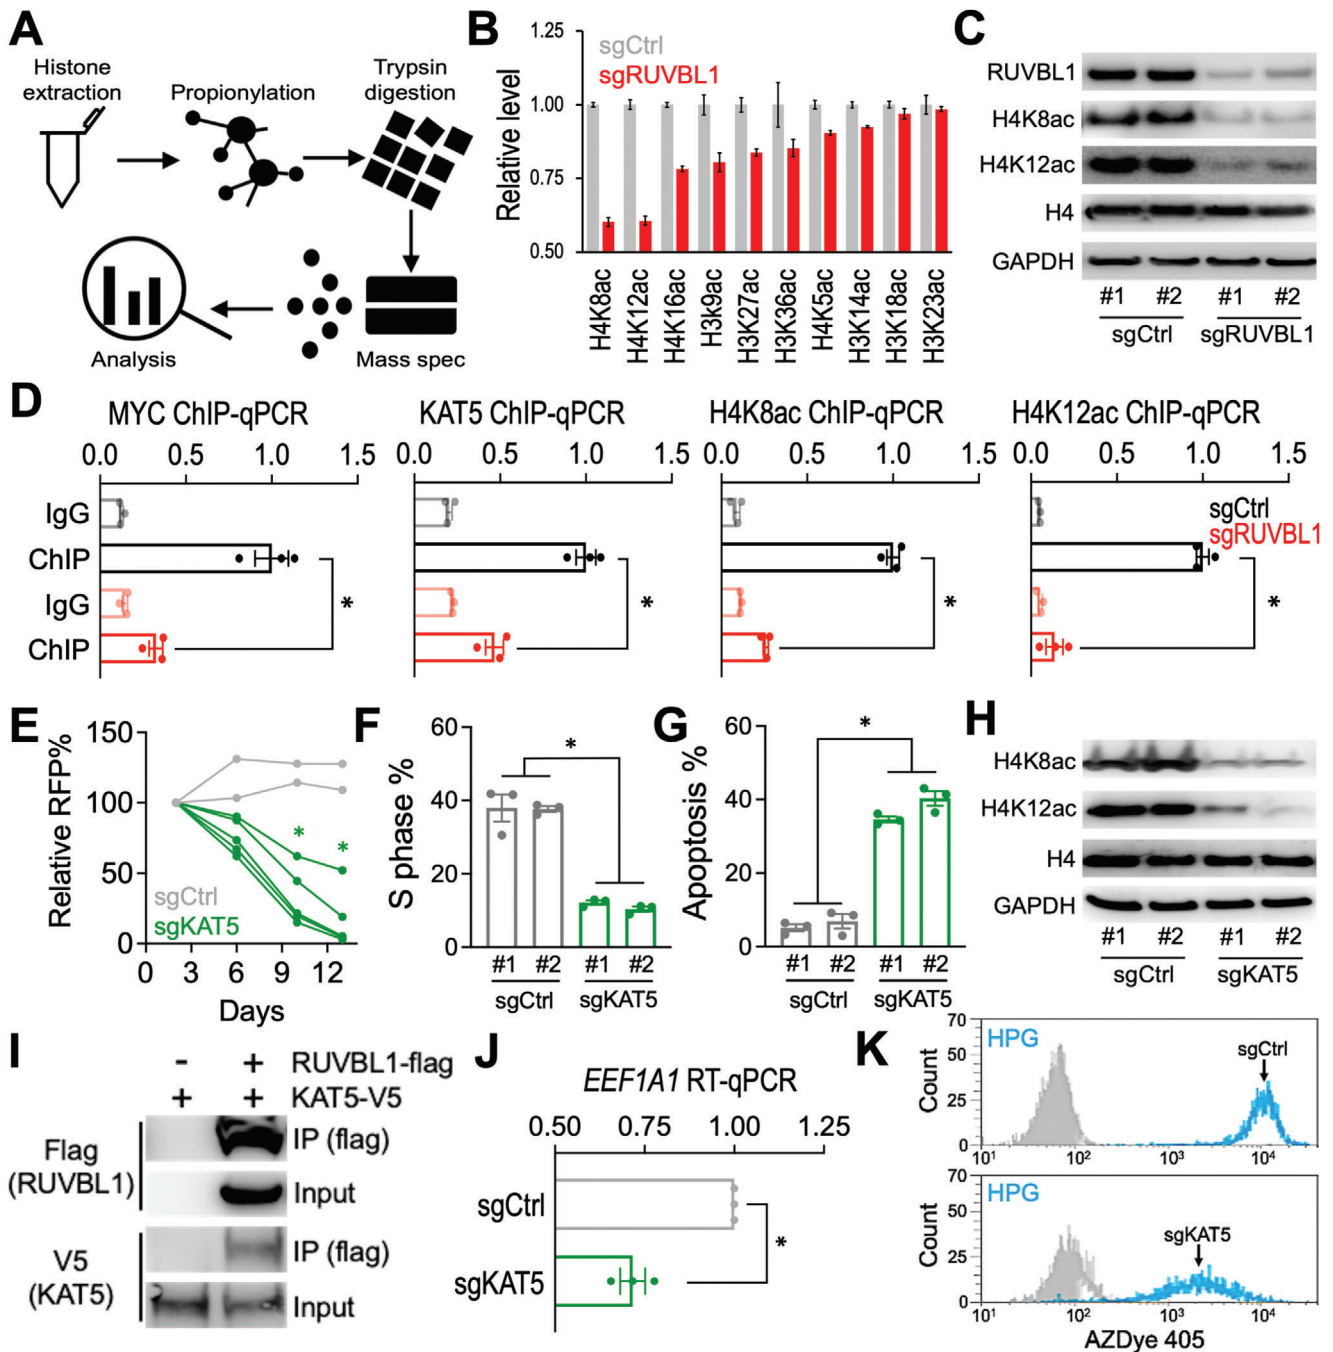 A
Histone
extraction
Propionylation
Trypsin
digestion
Analysis
Mass spec
B
Relative level
1.25
1.00
0.75
0.50
sgCtrl
sgRUVBL1
H4K8ac
H4K12ac
H4K16ac
H3k9ac
H3K27ac
H3K36ac
H4K5ac
H3K14ac
H3K18ac
H3K23ac
C
RUVBL1
H4K8ac
H4K12ac
H4
GAPDH
#1 #2 #1 #2
sgCtrl sgRUVBL1
D
MYC ChIP-qPCR
0.0 0.5 1.0 1.5
IgG
ChIP
IgG
ChIP
*
KAT5 ChIP-qPCR
0.0 0.5 1.0 1.5
*
H4K8ac ChIP-qPCR
0.0 0.5 1.0 1.5
*
H4K12ac ChIP-qPCR
0.0 0.5 1.0 1.5
sgCtrl
sgRUVBL1
*
E
Relative RFP%
150
100
50
0
* *
sgCtrl
sgKAT5
0 3 6 9 12
Days
F
S phase %
60
40
20
0
*
#1 #2 #1 #2
sgCtrl sgKAT5
G
Apoptosis %
60
40
20
0
*
#1 #2 #1 #2
sgCtrl sgKAT5
H
H4K8ac
H4K12ac
H4
GAPDH
#1 #2 #1 #2
sgCtrl sgKAT5
I
- + RUVBL1-flag
+ + KAT5-V5
Flag
(RUVBL1)
IP (flag)
Input
V5
(KAT5)
IP (flag)
Input
J
EEF1A1 RT-qPCR
0.50 0.75 1.00 1.25
sgCtrl
sgKAT5
*
K
Count
70
50
25
0
HPG
sgCtrl
10¹ 10² 10³ 10⁴
Count
70
50
25
0
HPG
sgKAT5
10¹ 10² 10³ 10⁴
AZDye 405